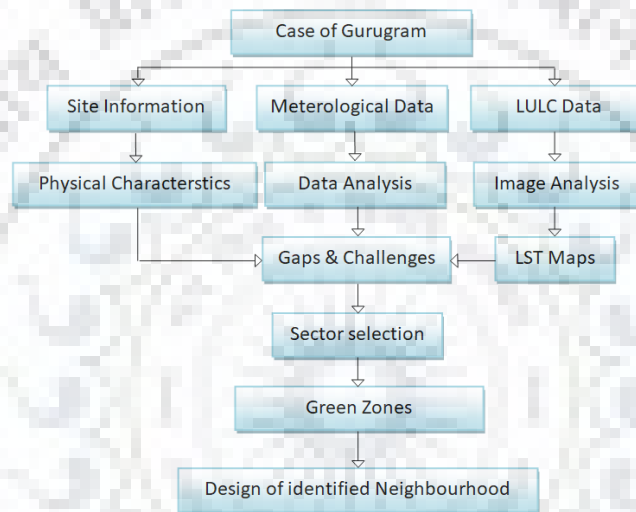 Case of Gurugram
Site Information
Meterological Data
LULC Data
Physical Characterstics
Data Analysis
Image Analysis
Gaps & Challenges
LST Maps
Sector selection
Green Zones
Design of identified Neighbourhood